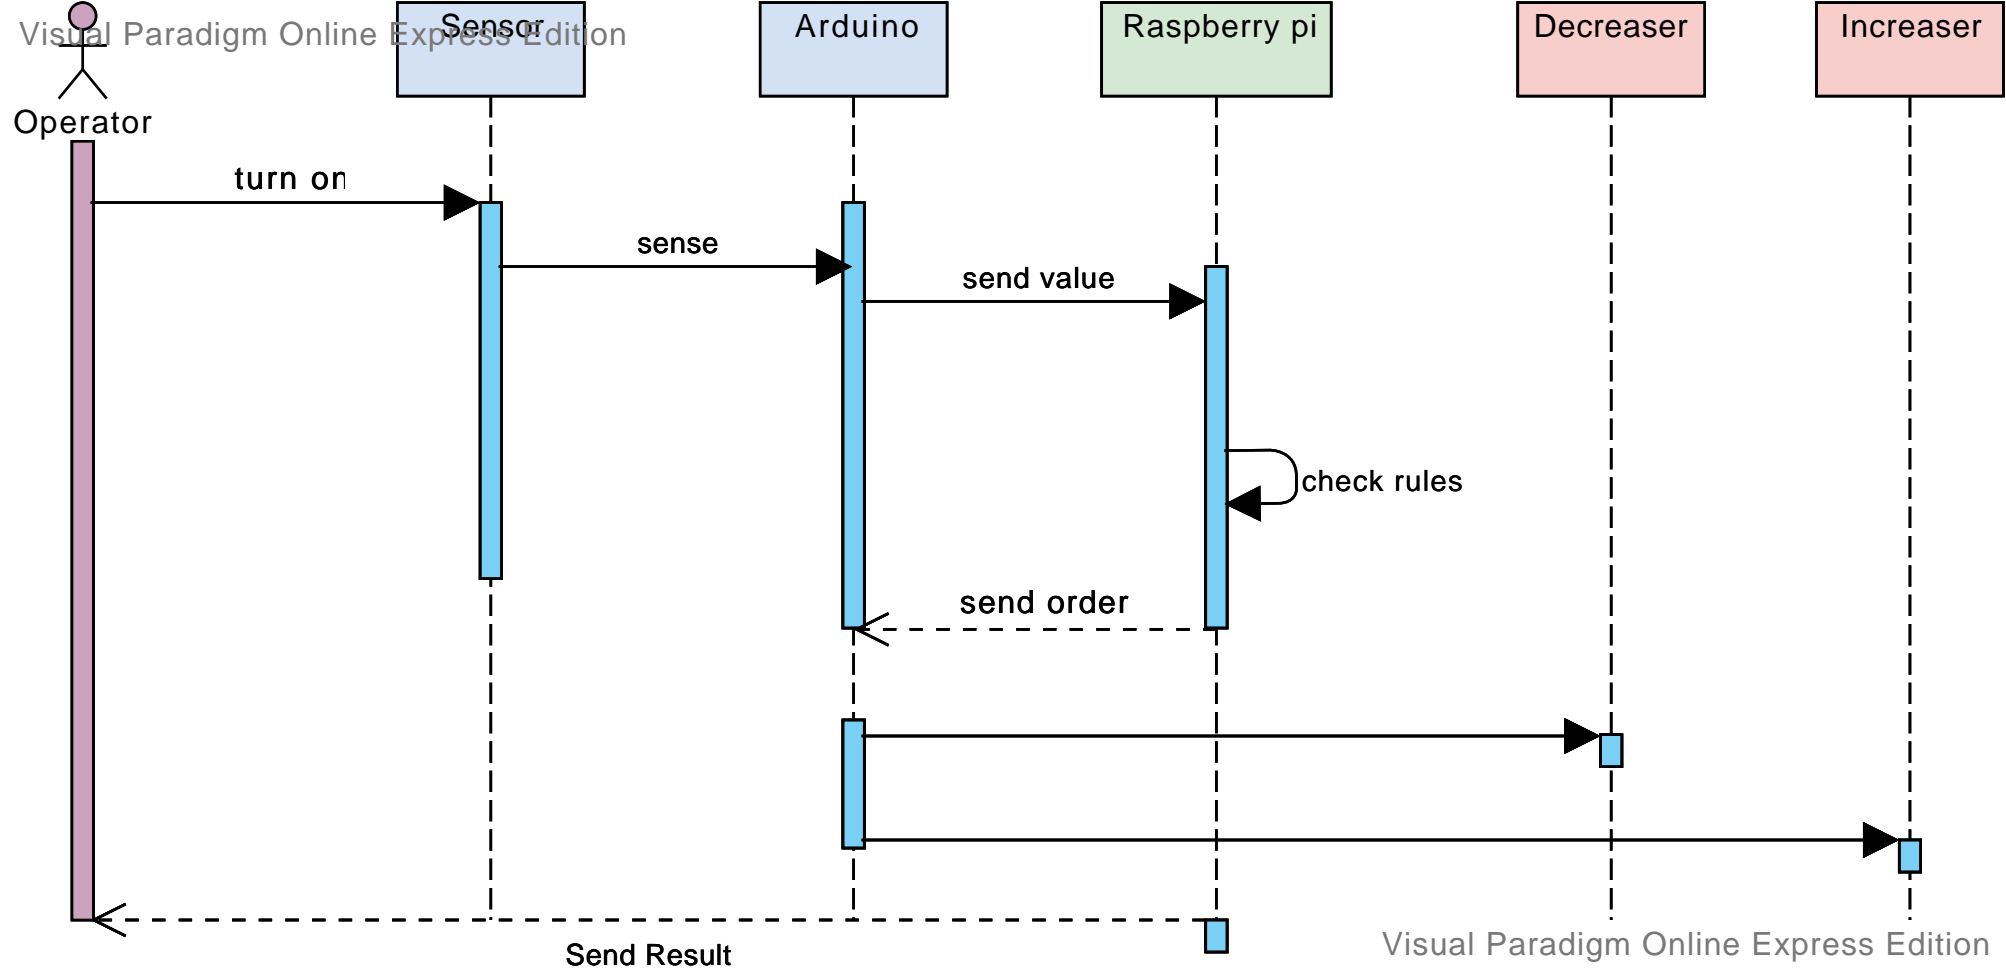 Visual Paradigm Online Express Edition
Sensor
Arduino
Raspberry pi
Decreaser
Increaser
Operator
turn on
sense
send value
check rules
send order
Send Result
Visual Paradigm Online Express Edition